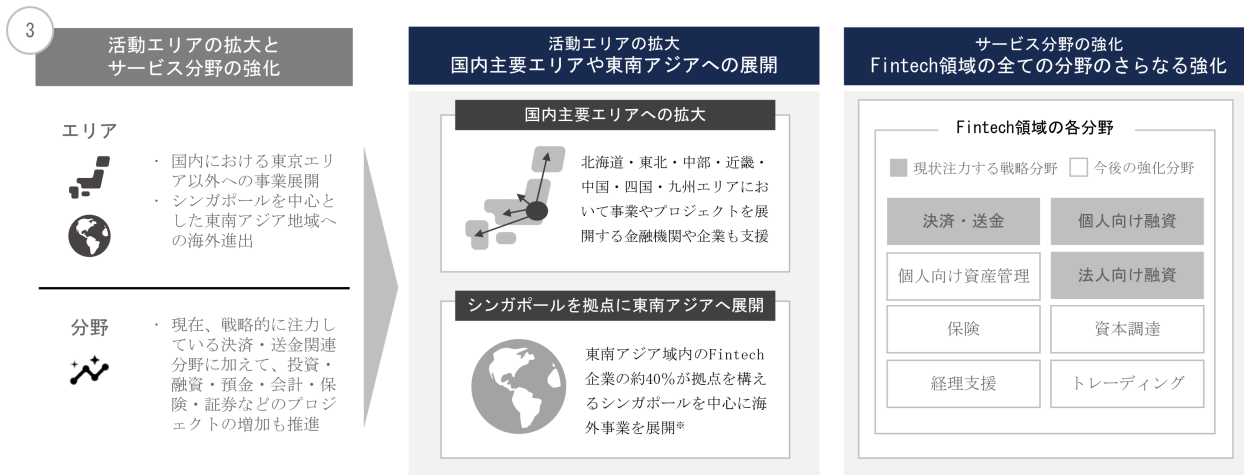 3
活動エリアの拡大と
サービス分野の強化
エリア
・ 国内における東京エリ
ア以外への事業展開
・ シンガポールを中心と
した東南アジア地域へ
の海外進出
分野
・ 現在、戦略的に注力し
ている決済・送金関連
分野に加えて、投資・
融資・預金・会計・保
険・証券などのプロジ
ェクトの増加も推進
活動エリアの拡大
国内主要エリアや東南アジアへの展開
国内主要エリアへの拡大
北海道・東北・中部・近畿・
中国・四国・九州エリアにお
いて事業やプロジェクトを展
開する金融機関や企業も支援
シンガポールを拠点に東南アジアへ展開
東南アジア域内のFintech
企業の約40%が拠点を構え
るシンガポールを中心に海
外事業を展開※
サービス分野の強化
Fintech領域の全ての分野のさらなる強化
Fintech領域の各分野
現状注力する戦略分野 今後の強化分野
決済・送金 個人向け融資
個人向け資産管理 法人向け融資
保険 資本調達
経理支援 トレーディング